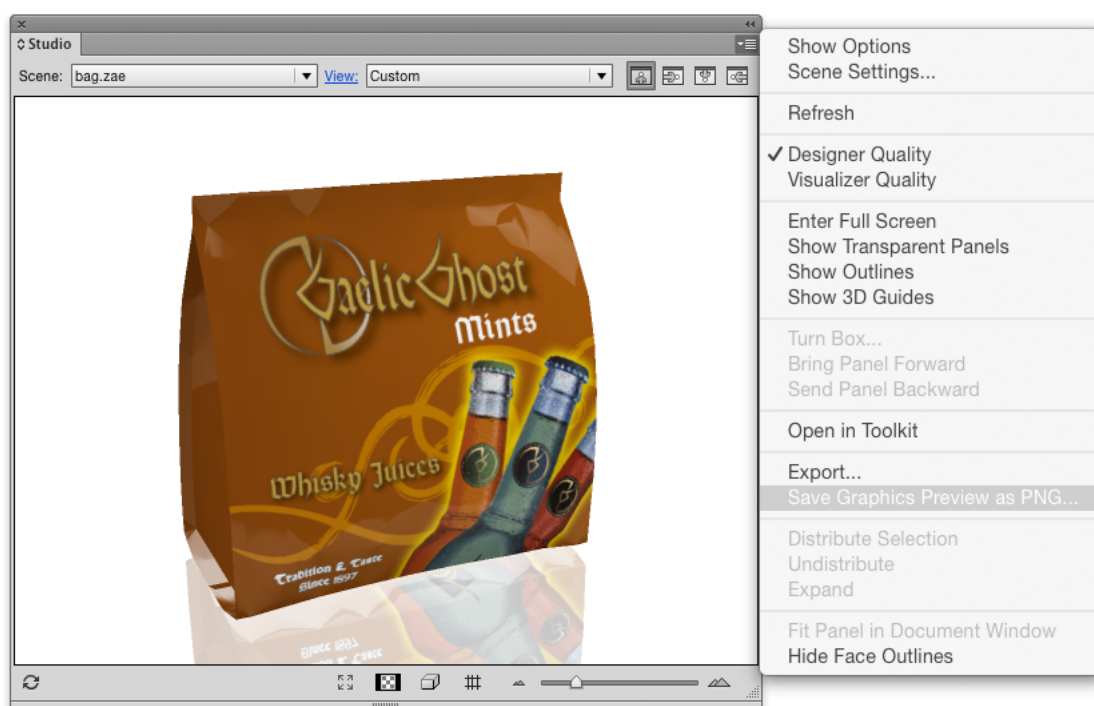 Studio
Scene:
bag.zae
View:
Custom
Gaelic Ghost
Mints
Whisky Juices
Tradition & Taste
Since 1897
Show Options
Scene Settings...
Refresh
Designer Quality
Visualizer Quality
Enter Full Screen
Show Transparent Panels
Show Outlines
Show 3D Guides
Turn Box...
Bring Panel Forward
Send Panel Backward
Open in Toolkit
Export...
Save Graphics Preview as PNG...
Distribute Selection
Undistribute
Expand
Fit Panel in Document Window
Hide Face Outlines